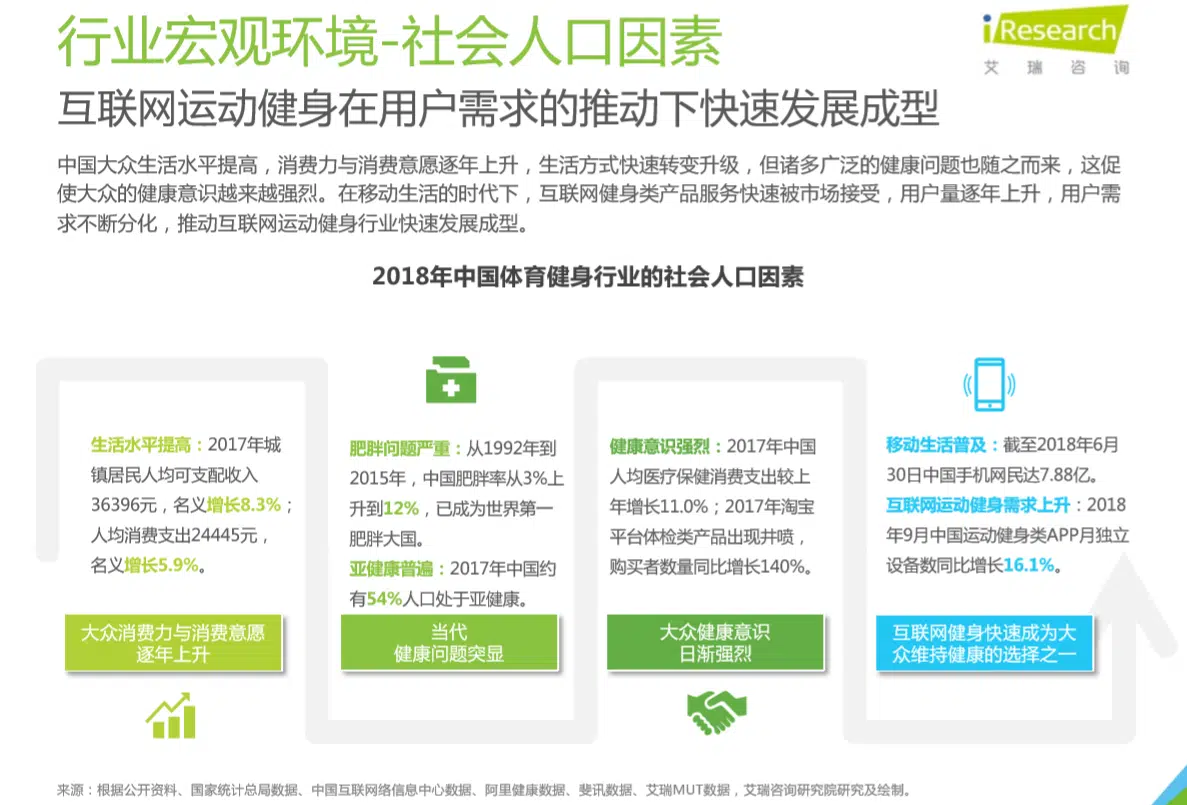 行业宏观环境-社会人口因素
iResearch
艾 瑞 咨 询
互联网运动健身在用户需求的推动下快速发展成型
中国大众生活水平提高，消费力与消费意愿逐年上升，生活方式快速转变升级，但诸多广泛的健康问题也随之而来，这促
使大众的健康意识越来越强烈。在移动生活的时代下，互联网健身类产品服务快速被市场接受，用户量逐年上升，用户需
求不断分化，推动互联网运动健身行业快速发展成型。
2018年中国体育健身行业的社会人口因素
生活水平提高：2017年城
镇居民人均可支配收入
36396元，名义增长8.3%；
人均消费支出24445元，
名义增长5.9%。
大众消费力与消费意愿
逐年上升
肥胖问题严重：从1992年到
2015年，中国肥胖率从3%上
升到12%，已成为世界第一
肥胖大国。
亚健康普遍：2017年中国约
有54%人口处于亚健康。
当代
健康问题突显
健康意识强烈：2017年中国
人均医疗保健消费支出较上
年增长11.0%；2017年淘宝
平台体检类产品出现井喷，
购买者数量同比增长140%。
大众健康意识
日渐强烈
移动生活普及：截至2018年6月
30日中国手机网民达7.88亿。
互联网运动健身需求上升：2018
年9月中国运动健身类APP月独立
设备数同比增长16.1%。
互联网健身快速成为大
众维持健康的选择之一
来源：根据公开资料、国家统计总局数据、中国互联网络信息中心数据、阿里健康数据、斐讯数据、艾瑞MUT数据，艾瑞咨询研究院研究及绘制。